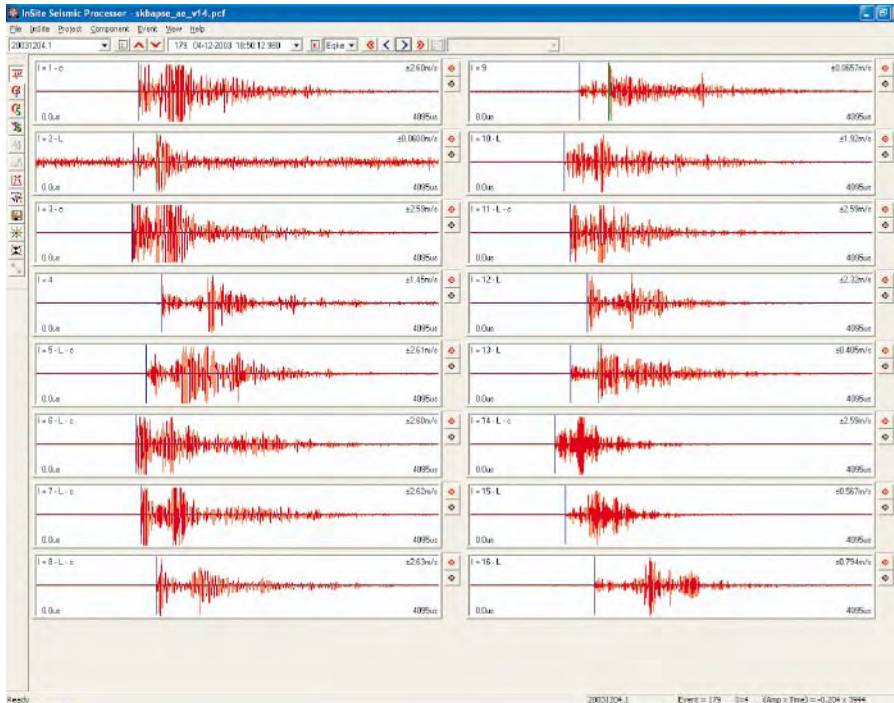 InSite Seismic Processor - skbapse_ae_v14.pcf
File InSite Project Component Event View Help
20031204.1 179 04-12-2003 18:50:12.980 Eqke
I = 1 - c ±2.60m/s
0.0us 4095us
I = 9 ±0.0657m/s
0.0us 4095us
I = 2 - L ±0.0600m/s
0.0us 4095us
I = 10 - L ±1.92m/s
0.0us 4095us
I = 3 - c ±2.59m/s
0.0us 4095us
I = 11 - L - c ±2.59m/s
0.0us 4095us
I = 4 ±1.45m/s
0.0us 4095us
I = 12 - L ±2.32m/s
0.0us 4095us
I = 5 - L - c ±2.61m/s
0.0us 4095us
I = 13 - L ±0.405m/s
0.0us 4095us
I = 6 - L - c ±2.60m/s
0.0us 4095us
I = 14 - L - c ±2.59m/s
0.0us 4095us
I = 7 - L - c ±2.62m/s
0.0us 4095us
I = 15 - L ±0.567m/s
0.0us 4095us
I = 8 - L - c ±2.63m/s
0.0us 4095us
I = 16 - L ±0.794m/s
0.0us 4095us
Ready 20031204.1 Event = 179 I=4 (Amp x Time) = -0.204 x 3944